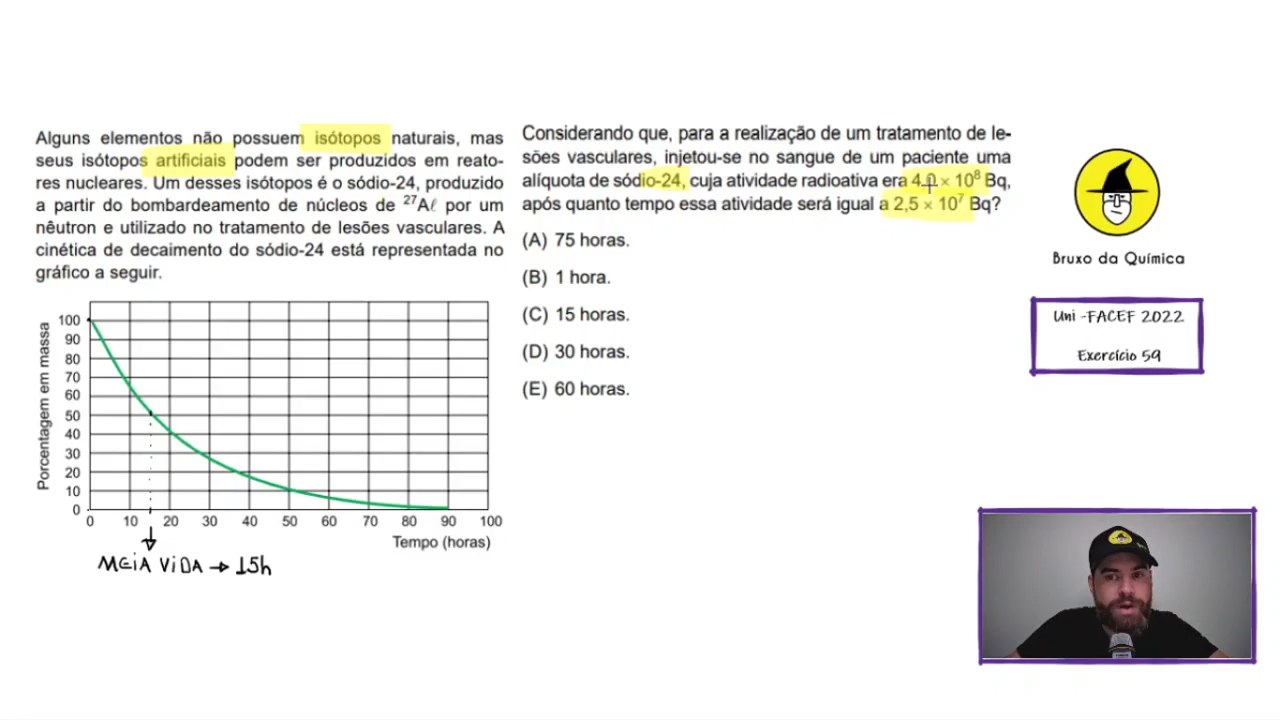 Alguns elementos não possuem isótopos naturais, mas
seus isótopos artificiais podem ser produzidos em reato-
res nucleares. Um desses isótopos é o sódio-24, produzido
a partir do bombardeamento de núcleos de ²⁷Aℓ por um
nêutron e utilizado no tratamento de lesões vasculares. A
cinética de decaimento do sódio-24 está representada no
gráfico a seguir.
Porcentagem em massa
100
90
80
70
60
50
40
30
20
10
0
0 10 20 30 40 50 60 70 80 90 100
Tempo (horas)
MEIA VIDA → 15h
Considerando que, para a realização de um tratamento de le-
sões vasculares, injetou-se no sangue de um paciente uma
alíquota de sódio-24, cuja atividade radioativa era 4,0 × 10⁸ Bq,
após quanto tempo essa atividade será igual a 2,5 × 10⁷ Bq?
(A) 75 horas.
(B) 1 hora.
(C) 15 horas.
(D) 30 horas.
(E) 60 horas.
Bruxo da Química
Uni -FACEF 2022
Exercício 59